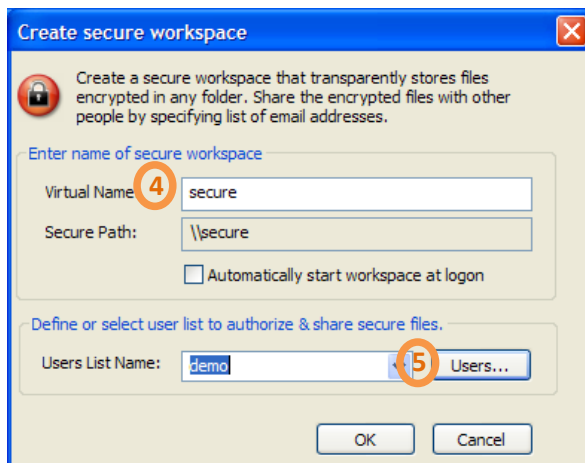 Create secure workspace
Create a secure workspace that transparently stores files
encrypted in any folder. Share the encrypted files with other
people by specifying list of email addresses.
Enter name of secure workspace
Virtual Name 4 secure
Secure Path: \\secure
Automatically start workspace at logon
Define or select user list to authorize & share secure files.
Users List Name: demo 5 Users...
OK Cancel